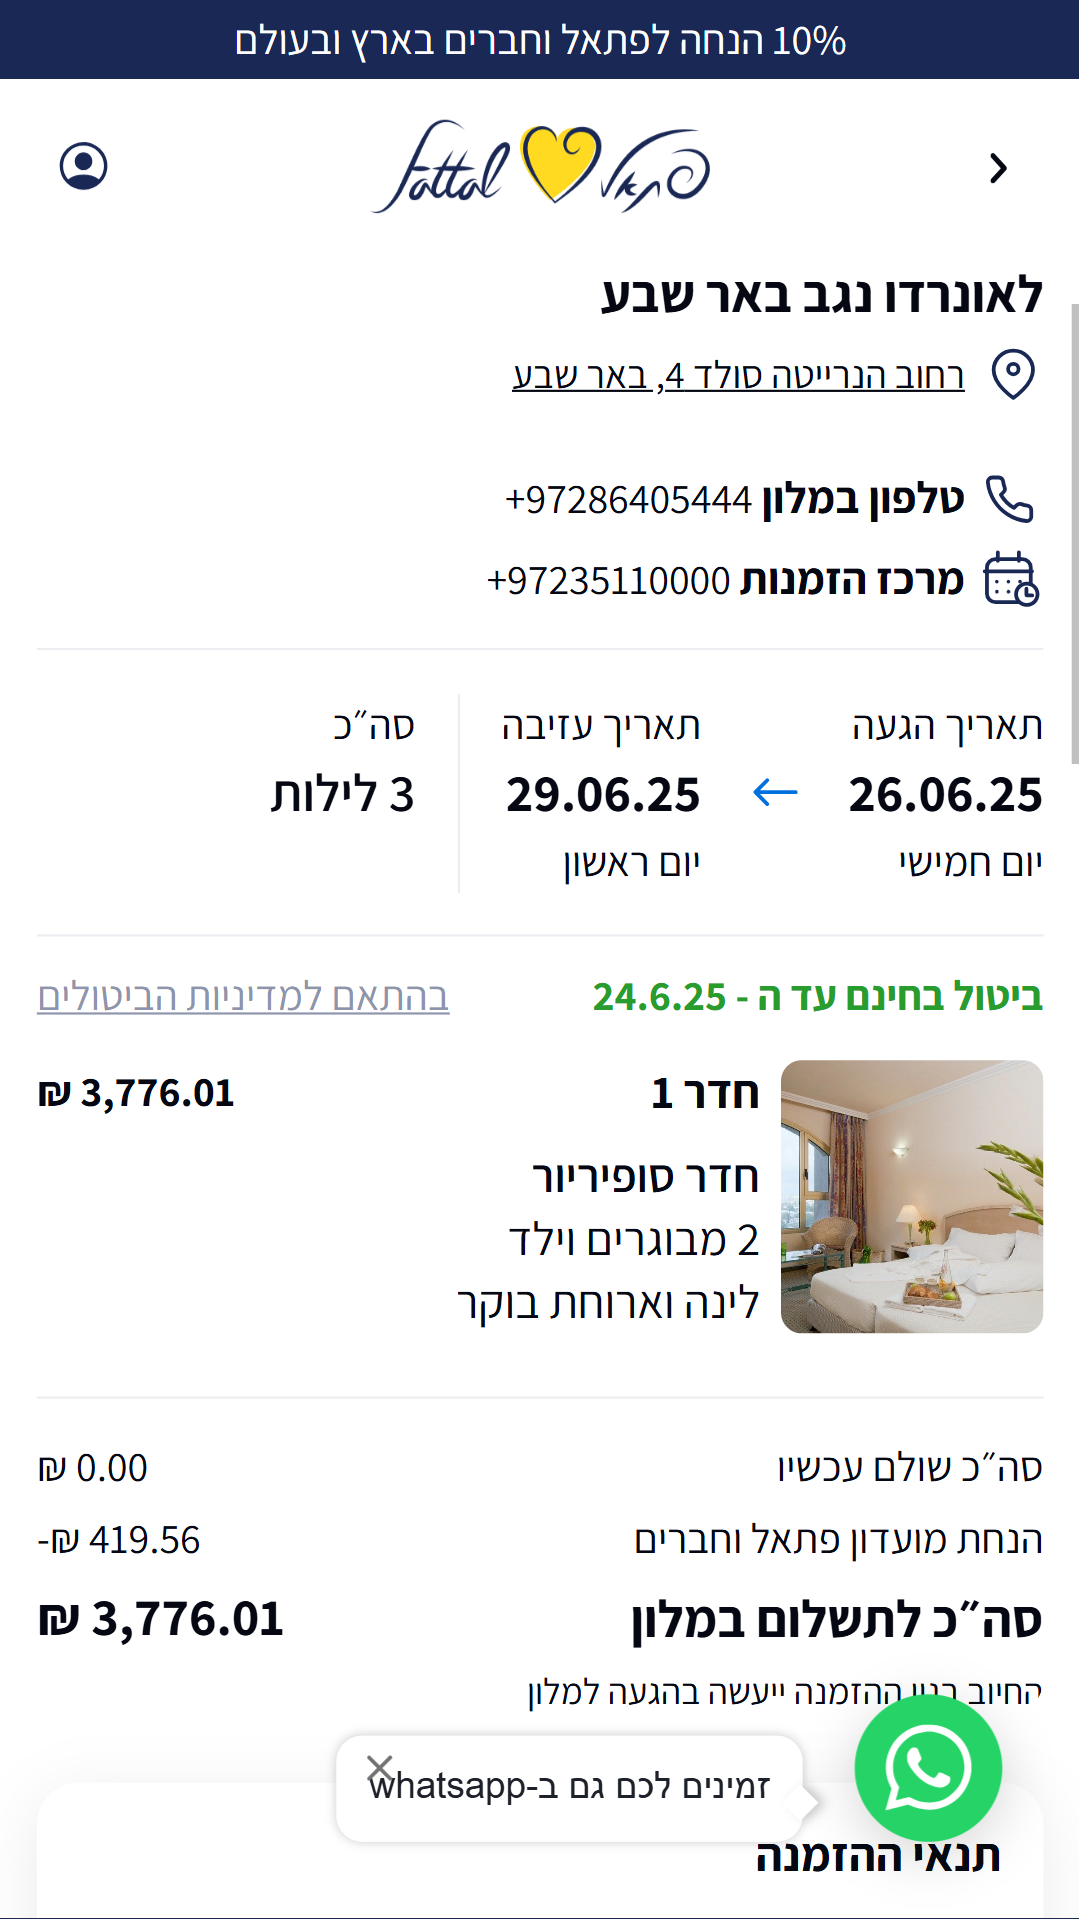 10% הנחה לפתאל וחברים בארץ ובעולם
fattal פתאל
לאונרדו נגב באר שבע
רחוב הנרייטה סולד 4, באר שבע
טלפון במלון 97286405444+
מרכז הזמנות 97235110000+
תאריך הגעה
26.06.25
יום חמישי
תאריך עזיבה
29.06.25
יום ראשון
סה״כ
3 לילות
ביטול בחינם עד ה - 24.6.25
בהתאם למדיניות הביטולים
חדר 1
3,776.01 ₪
חדר סופיריור
2 מבוגרים וילד
לינה וארוחת בוקר
סה״כ שולם עכשיו
0.00 ₪
הנחת מועדון פתאל וחברים
419.56 ₪-
סה״כ לתשלום במלון
3,776.01 ₪
החיוב בגין ההזמנה ייעשה בהגעה למלון
זמינים לכם גם ב-whatsapp
תנאי ההזמנה